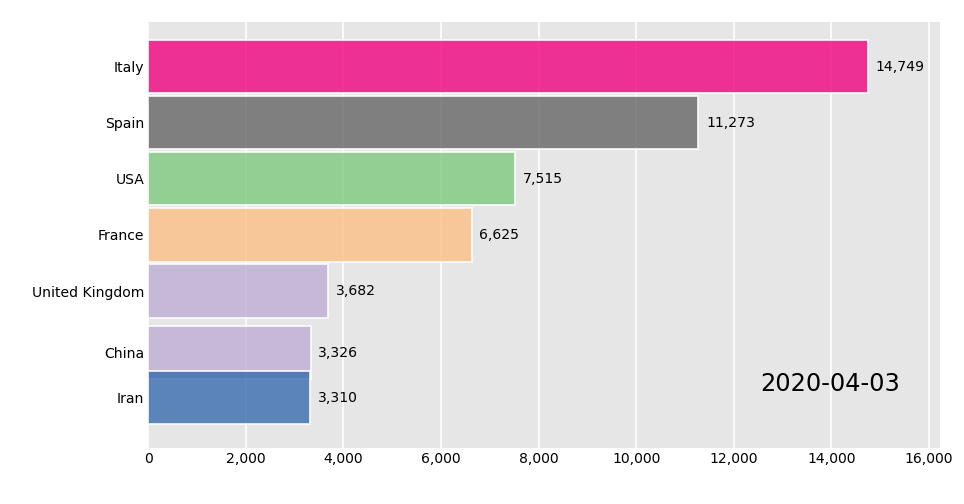 Italy 14,749
Spain 11,273
USA 7,515
France 6,625
United Kingdom 3,682
China 3,326
Iran 3,310
2020-04-03
0 2,000 4,000 6,000 8,000 10,000 12,000 14,000 16,000